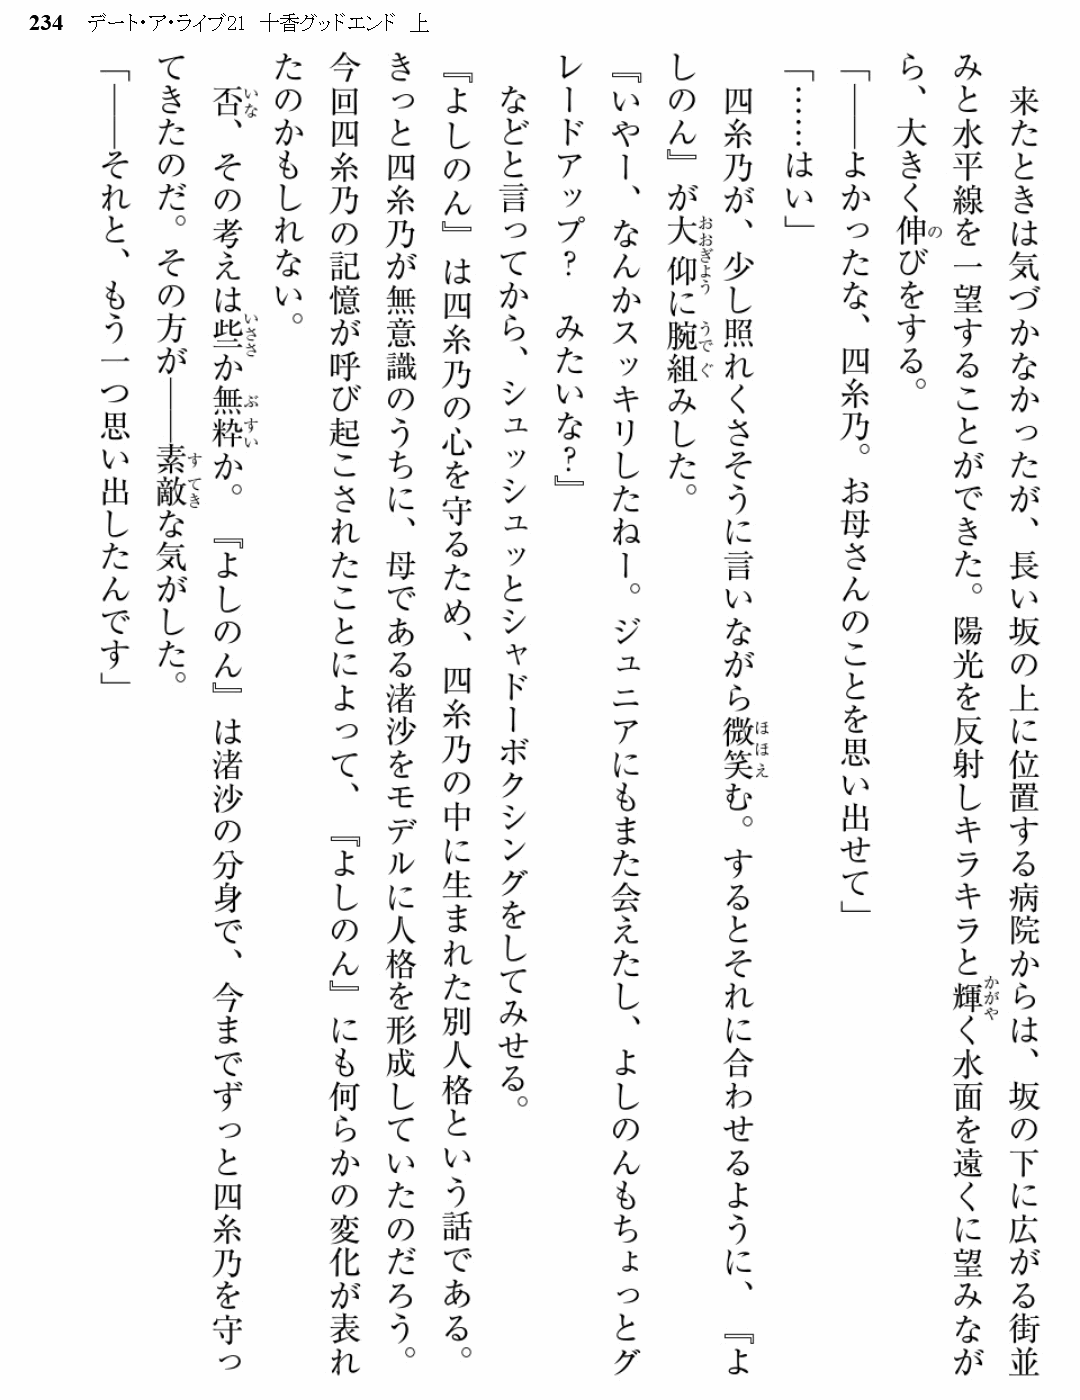 234 デート・ア・ライブ21 十香グッドエンド 上
来たときは気づかなかったが、長い坂の上に位置する病院からは、坂の下に広がる街並
みと水平線を一望することができた。陽光を反射しキラキラと輝く水面を遠くに望みなが
ら、大きく伸びをする。
「――よかったな、四糸乃。お母さんのことを思い出せて」
「……はい」
四糸乃が、少し照れくさそうに言いながら微笑む。するとそれに合わせるように、『よ
しのん』が大仰に腕組みした。
『いやー、なんかスッキリしたねー。ジュニアにもまた会えたし、よしのんもちょっとグ
レードアップ? みたいな?』
などと言ってから、シュッシュッとシャドーボクシングをしてみせる。
『よしのん』は四糸乃の心を守るため、四糸乃の中に生まれた別人格という話である。
きっと四糸乃が無意識のうちに、母である渚沙をモデルに人格を形成していたのだろう。
今回四糸乃の記憶が呼び起こされたことによって、『よしのん』にも何らかの変化が表れ
たのかもしれない。
否、その考えは些か無粋か。『よしのん』は渚沙の分身で、今までずっと四糸乃を守っ
てきたのだ。その方が――素敵な気がした。
「――それと、もう一つ思い出したんです」